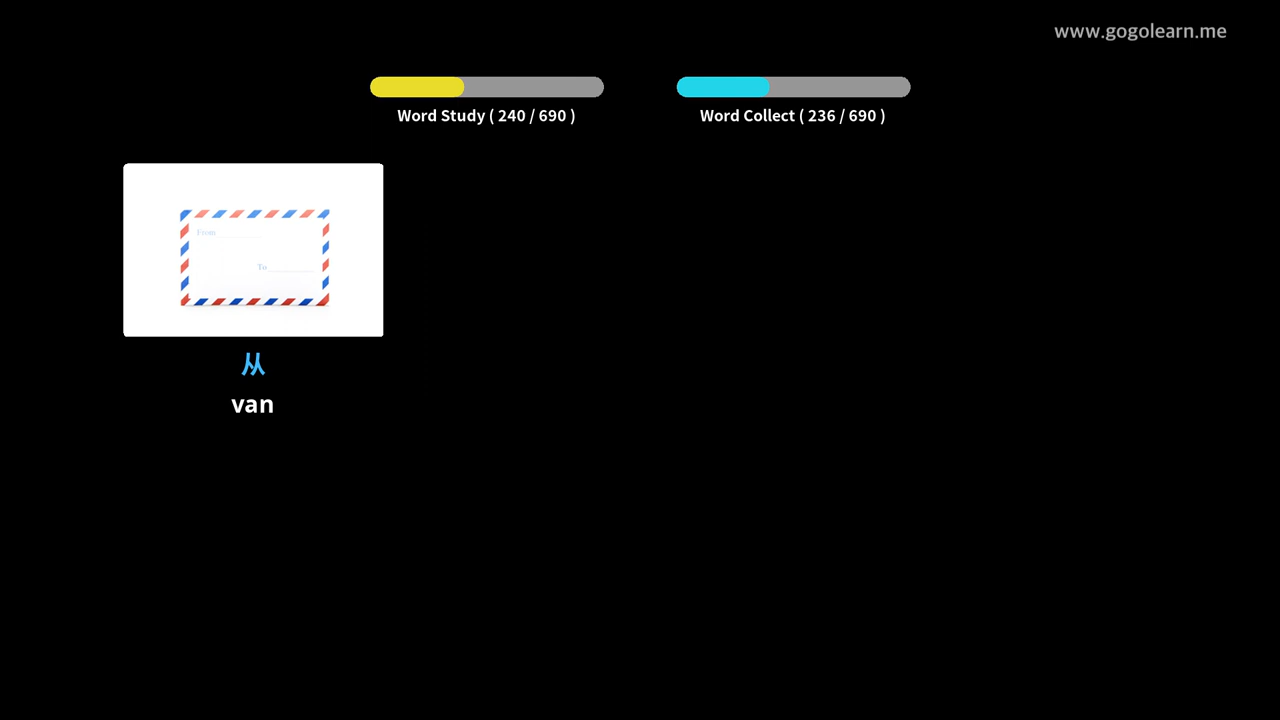 www.gogolearn.me
Word Study ( 240 / 690 )
Word Collect ( 236 / 690 )
From
To
从
van